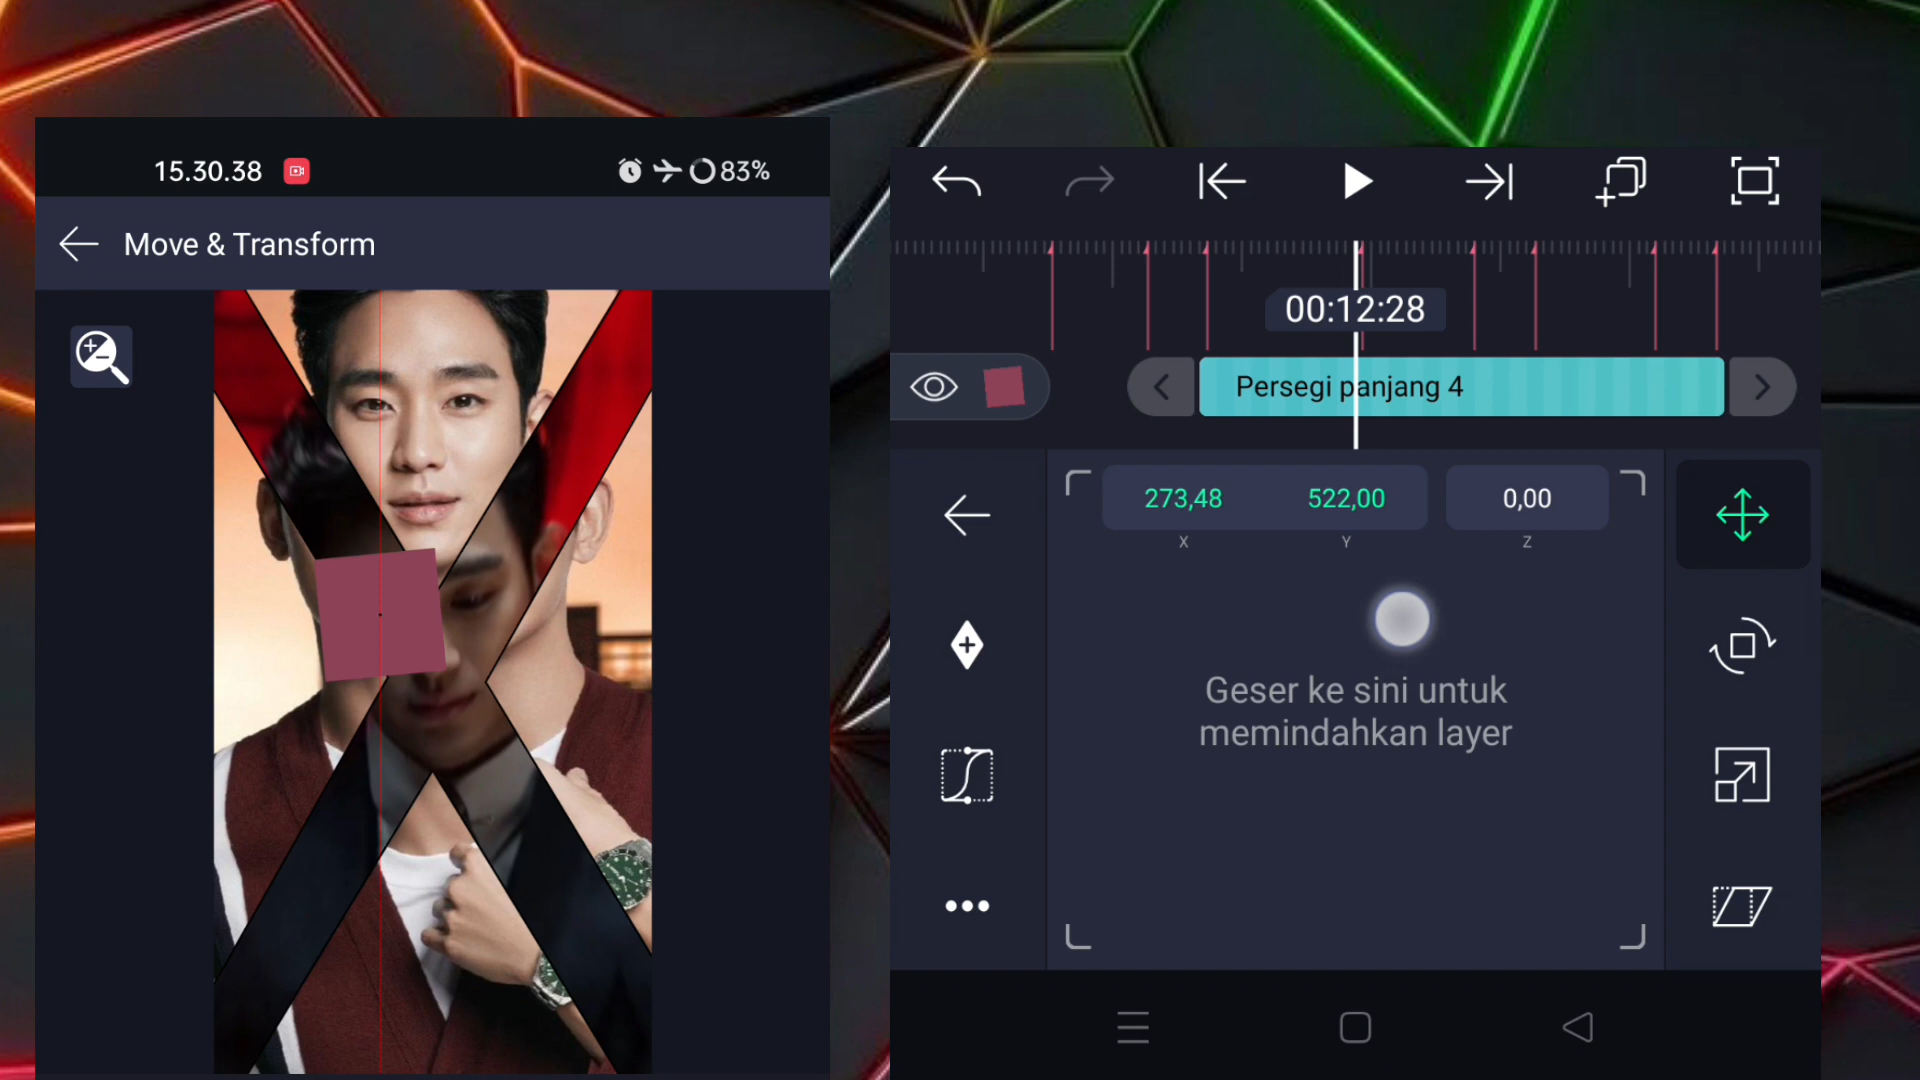 15.30.38
83%
Move & Transform
00:12:28
Persegi panjang 4
273,48 522,00 0,00
X Y Z
Geser ke sini untuk
memindahkan layer